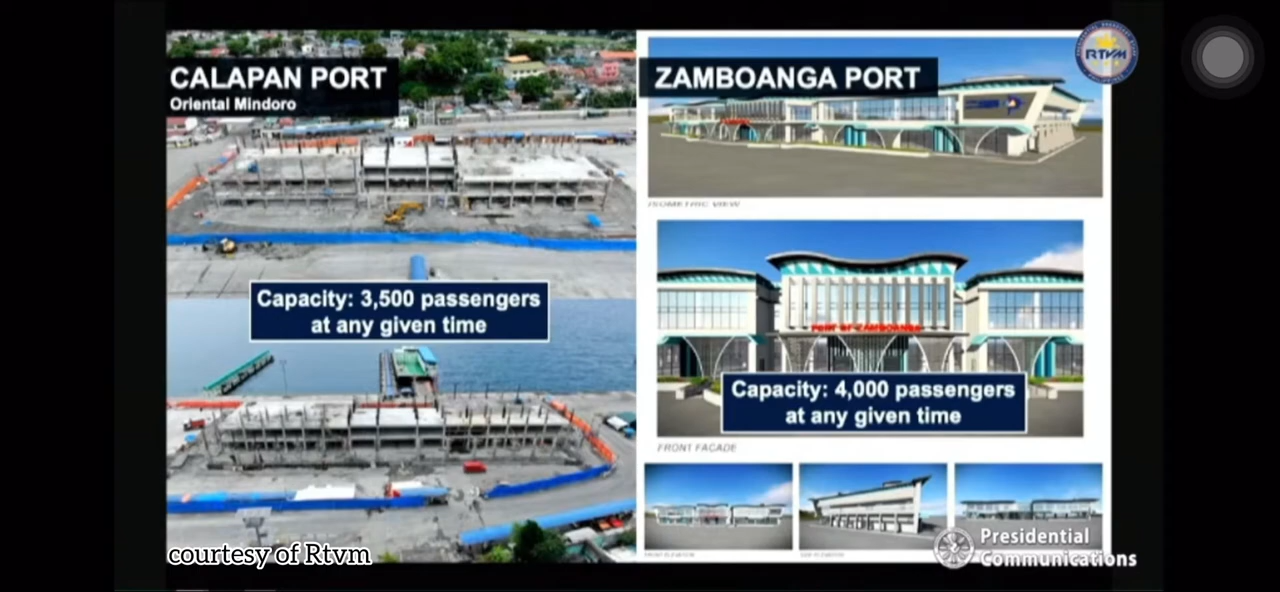 CALAPAN PORT
Oriental Mindoro
Capacity: 3,500 passengers
at any given time
courtesy of Rtvm
ZAMBOANGA PORT
RTVM
ISOMETRIC VIEW
PORT OF ZAMBOANGA
Capacity: 4,000 passengers
at any given time
FRONT FACADE
Presidential
Communications